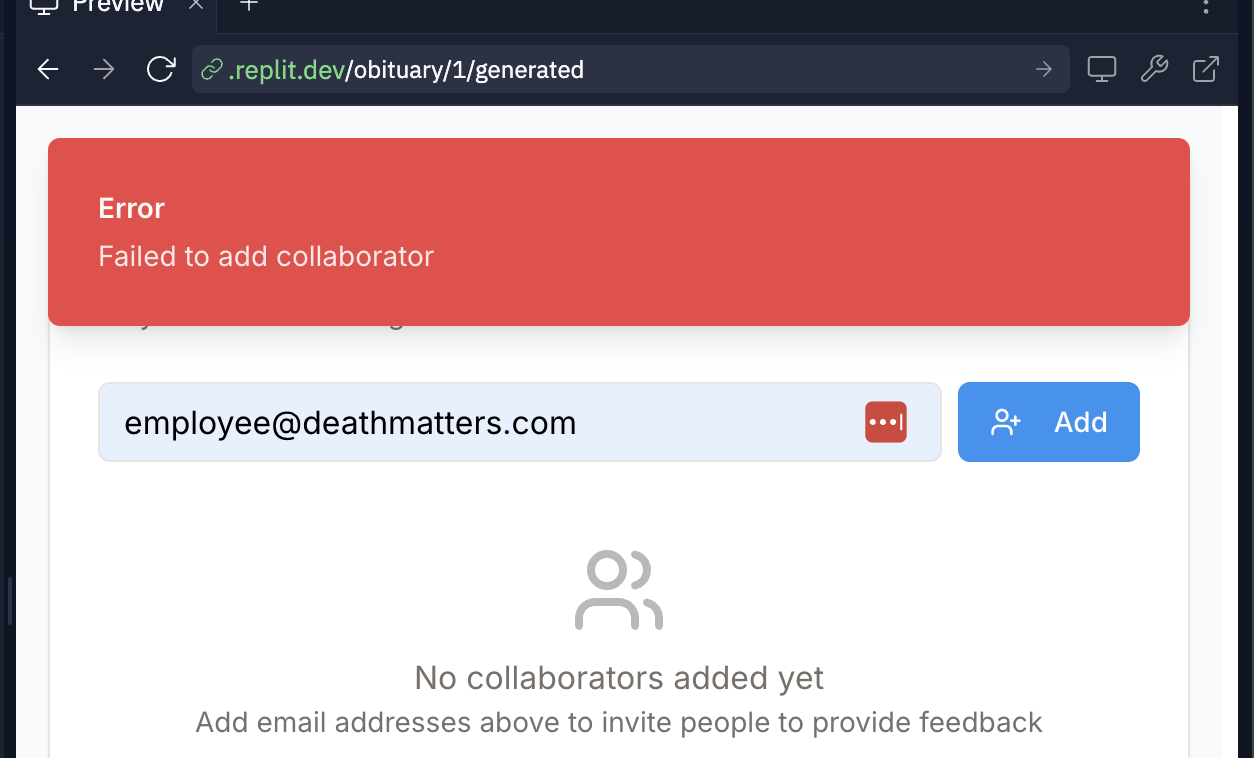 Preview
.replit.dev/obituary/1/generated
Error
Failed to add collaborator
employee@deathmatters.com
Add
No collaborators added yet
Add email addresses above to invite people to provide feedback